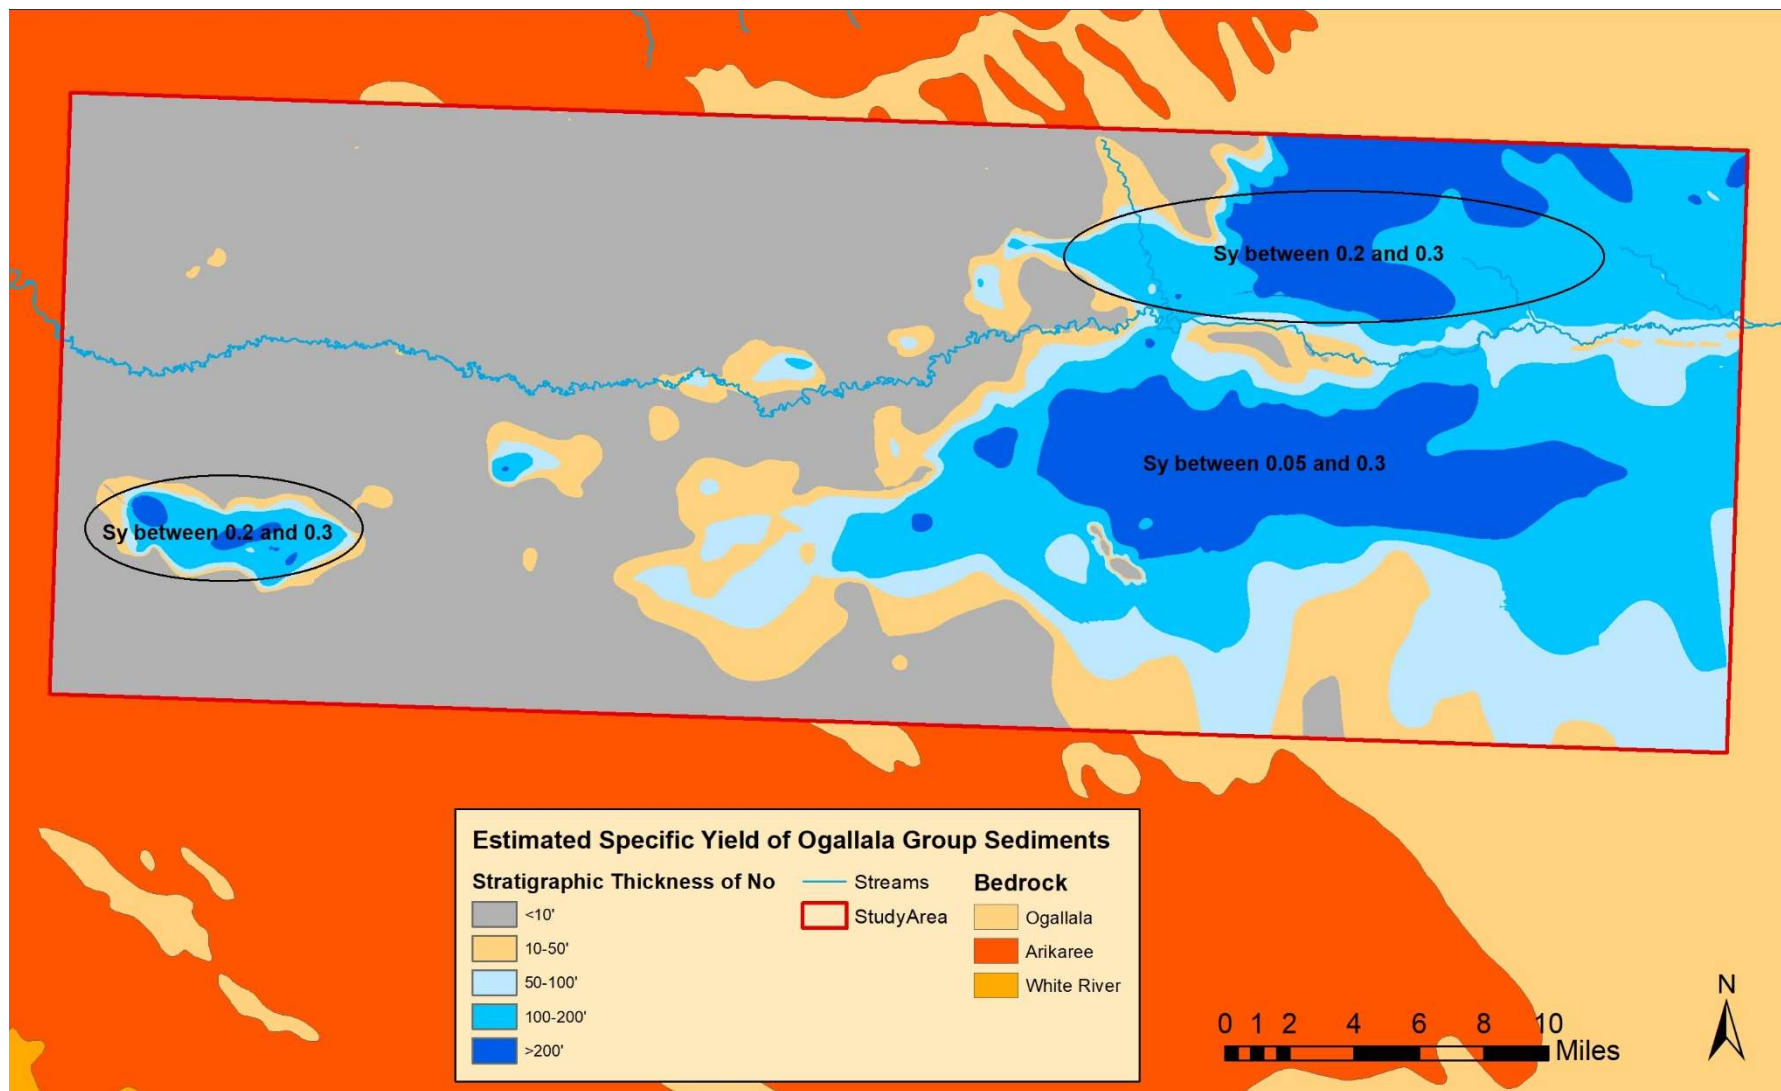 Sy between 0.2 and 0.3
Sy between 0.05 and 0.3
Sy between 0.2 and 0.3
Estimated Specific Yield of Ogallala Group Sediments
Stratigraphic Thickness of No
<10'
10-50'
50-100'
100-200'
>200'
Streams
StudyArea
Bedrock
Ogallala
Arikaree
White River
N
0 1 2 4 6 8 10
Miles